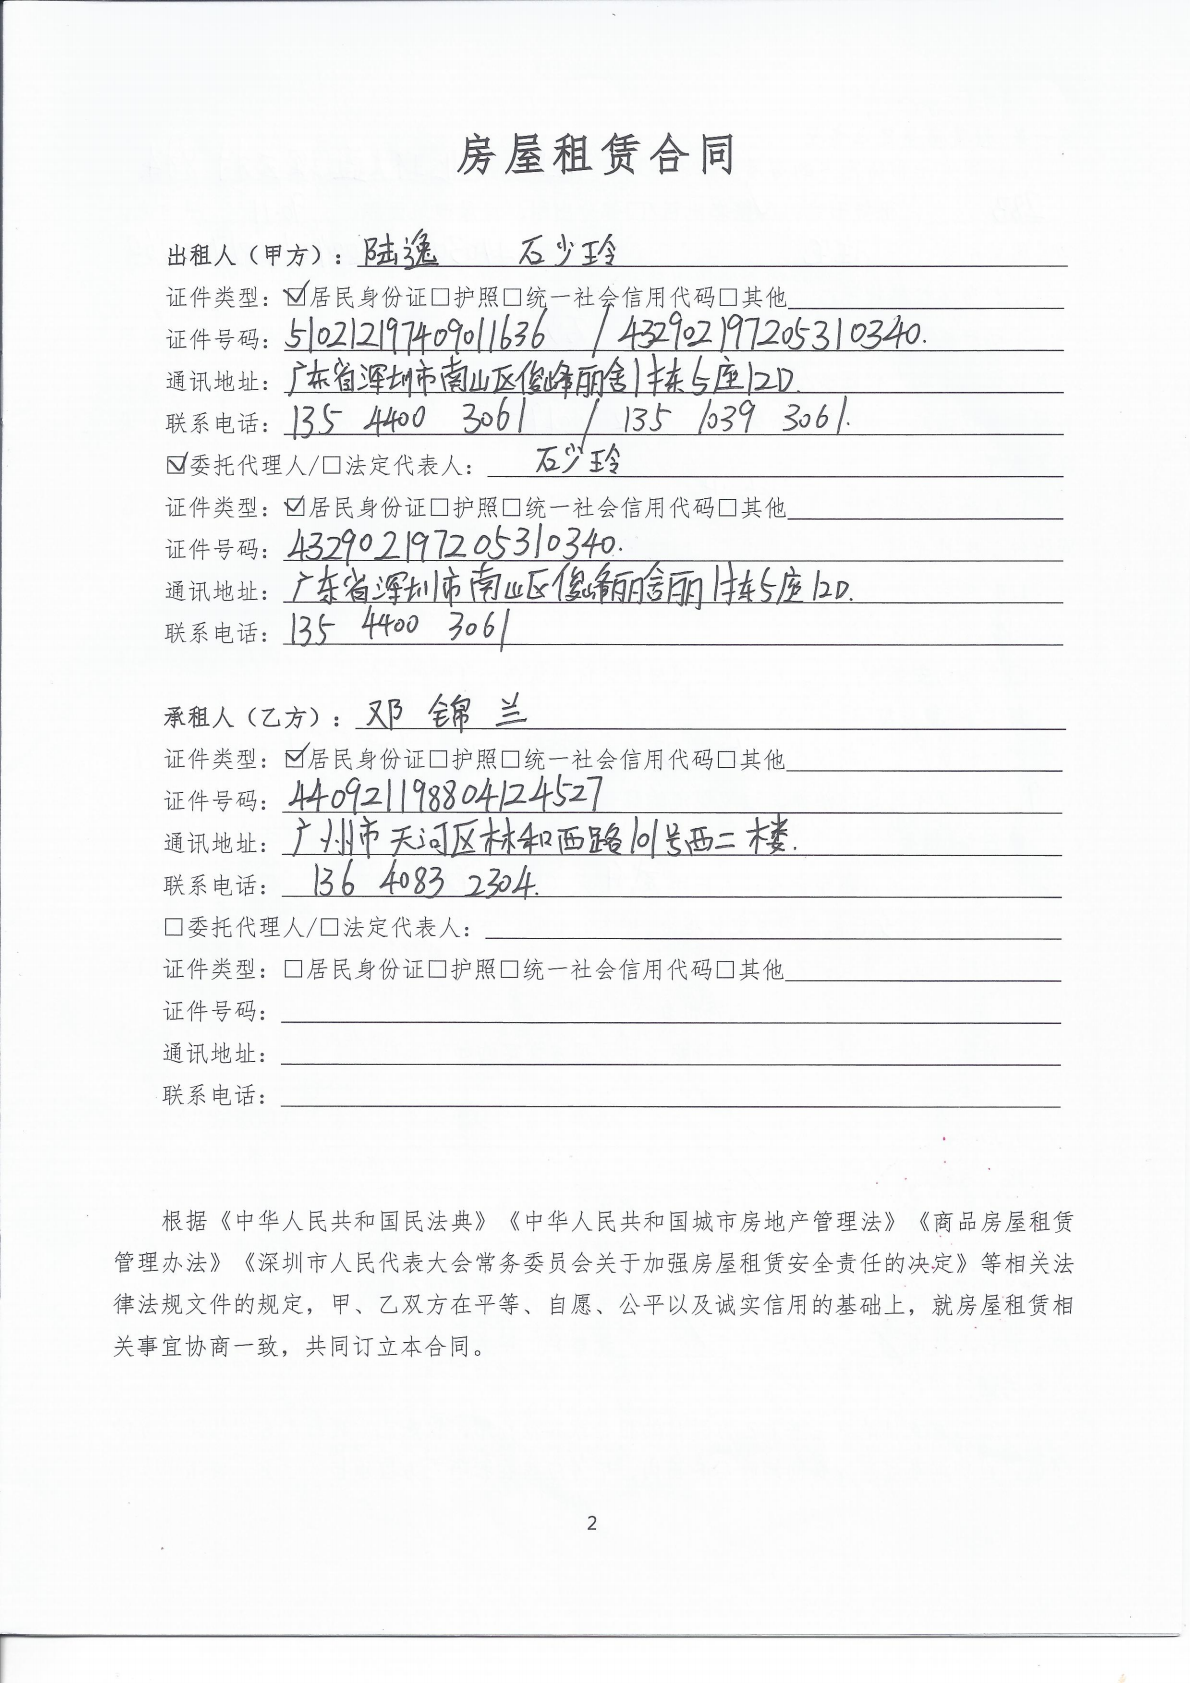 房屋租赁合同
出租人（甲方）：陆逸 石少玲
证件类型：☑居民身份证□护照□统一社会信用代码□其他
证件号码：510212197409011636 / 432902197205310340.
通讯地址：广东省深圳市南山区俊峰丽舍1栋5座12D.
联系电话：135 4400 3061 / 135 1039 3061.
☑委托代理人/□法定代表人：石少玲
证件类型：☑居民身份证□护照□统一社会信用代码□其他
证件号码：432902197205310340.
通讯地址：广东省深圳市南山区俊峰丽舍丽1栋5座12D.
联系电话：135 4400 3061
承租人（乙方）：邓锦兰
证件类型：☑居民身份证□护照□统一社会信用代码□其他
证件号码：440921198804124527
通讯地址：广州市天河区林和西路101号西二楼.
联系电话：136 4083 2304.
□委托代理人/□法定代表人：
证件类型：□居民身份证□护照□统一社会信用代码□其他
证件号码：
通讯地址：
联系电话：
根据《中华人民共和国民法典》《中华人民共和国城市房地产管理法》《商品房屋租赁
管理办法》《深圳市人民代表大会常务委员会关于加强房屋租赁安全责任的决定》等相关法
律法规文件的规定，甲、乙双方在平等、自愿、公平以及诚实信用的基础上，就房屋租赁相
关事宜协商一致，共同订立本合同。
2